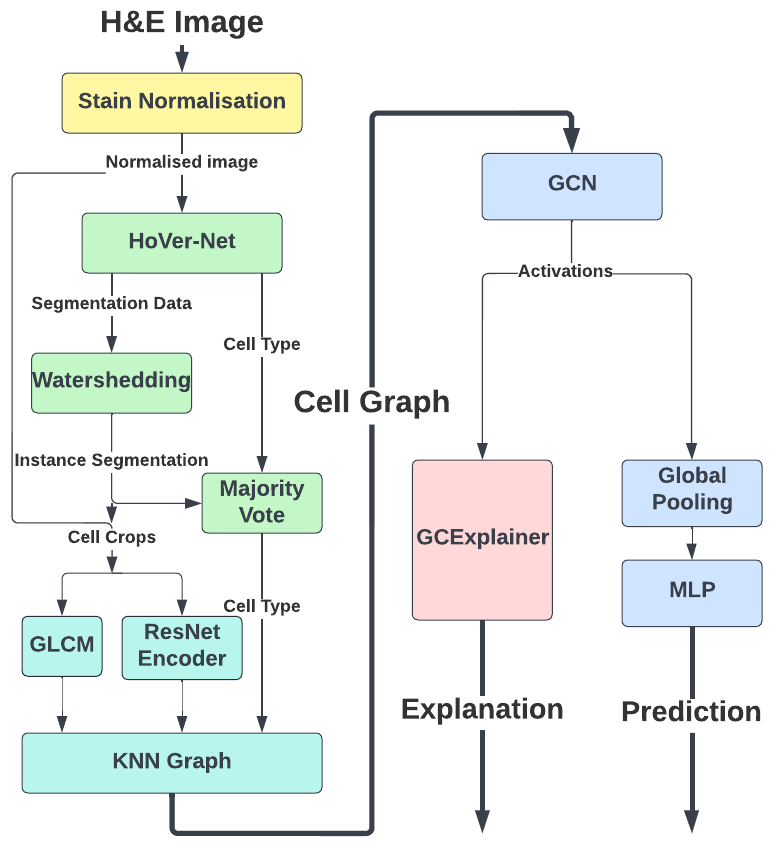 H&E Image
Stain Normalisation
Normalised image
HoVer-Net
Segmentation Data
Cell Type
Watershedding
Instance Segmentation
Majority
Vote
Cell Crops
Cell Type
GLCM
ResNet
Encoder
KNN Graph
Cell Graph
GCN
Activations
GCExplainer
Global
Pooling
MLP
Explanation
Prediction